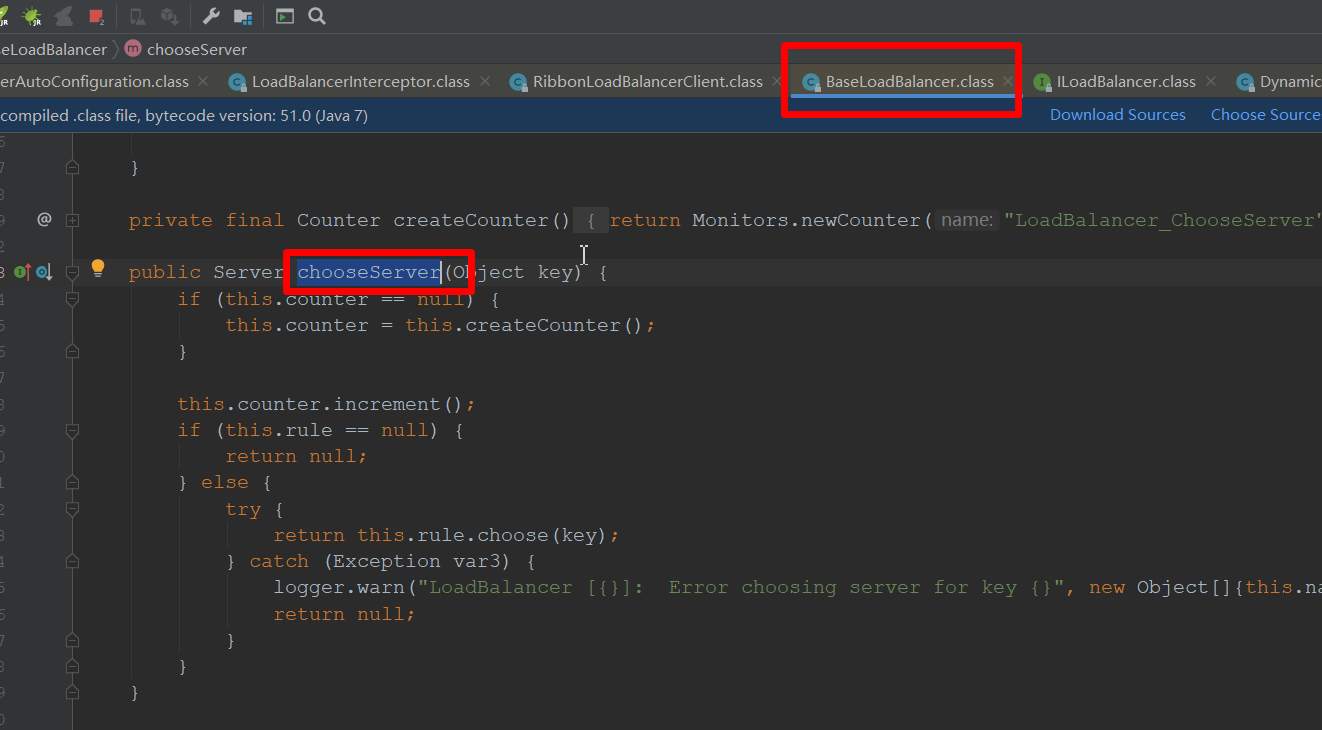 JR JR 2
seLoadBalancer m chooseServer
erAutoConfiguration.class LoadBalancerInterceptor.class RibbonLoadBalancerClient.class BaseLoadBalancer.class ILoadBalancer.class Dynamic
compiled .class file, bytecode version: 51.0 (Java 7) Download Sources Choose Source
}
@ private final Counter createCounter() { return Monitors.newCounter( name: "LoadBalancer_ChooseServer"
public Server chooseServer(Object key) {
if (this.counter == null) {
this.counter = this.createCounter();
}
this.counter.increment();
if (this.rule == null) {
return null;
} else {
try {
return this.rule.choose(key);
} catch (Exception var3) {
logger.warn("LoadBalancer [{}]:  Error choosing server for key {}", new Object[]{this.na
return null;
}
}
}